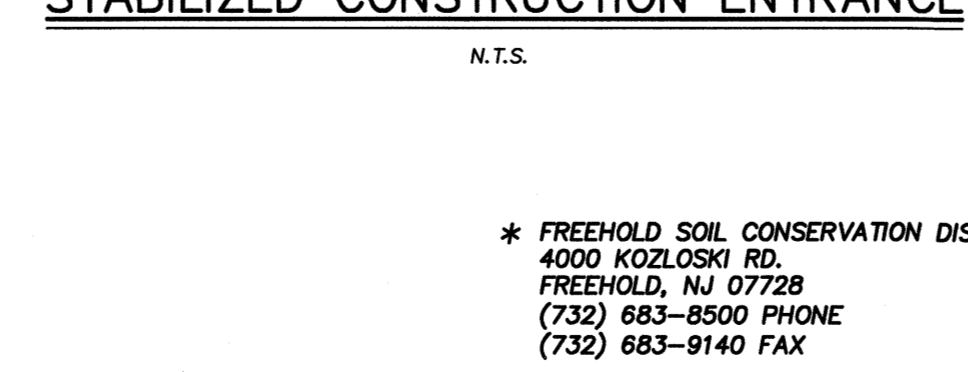 STABILIZED CONSTRUCTION ENTRANCE
N.T.S.
* FREEHOLD SOIL CONSERVATION DIS
4000 KOZLOSKI RD.
FREEHOLD, NJ 07728
(732) 683-8500 PHONE
(732) 683-9140 FAX